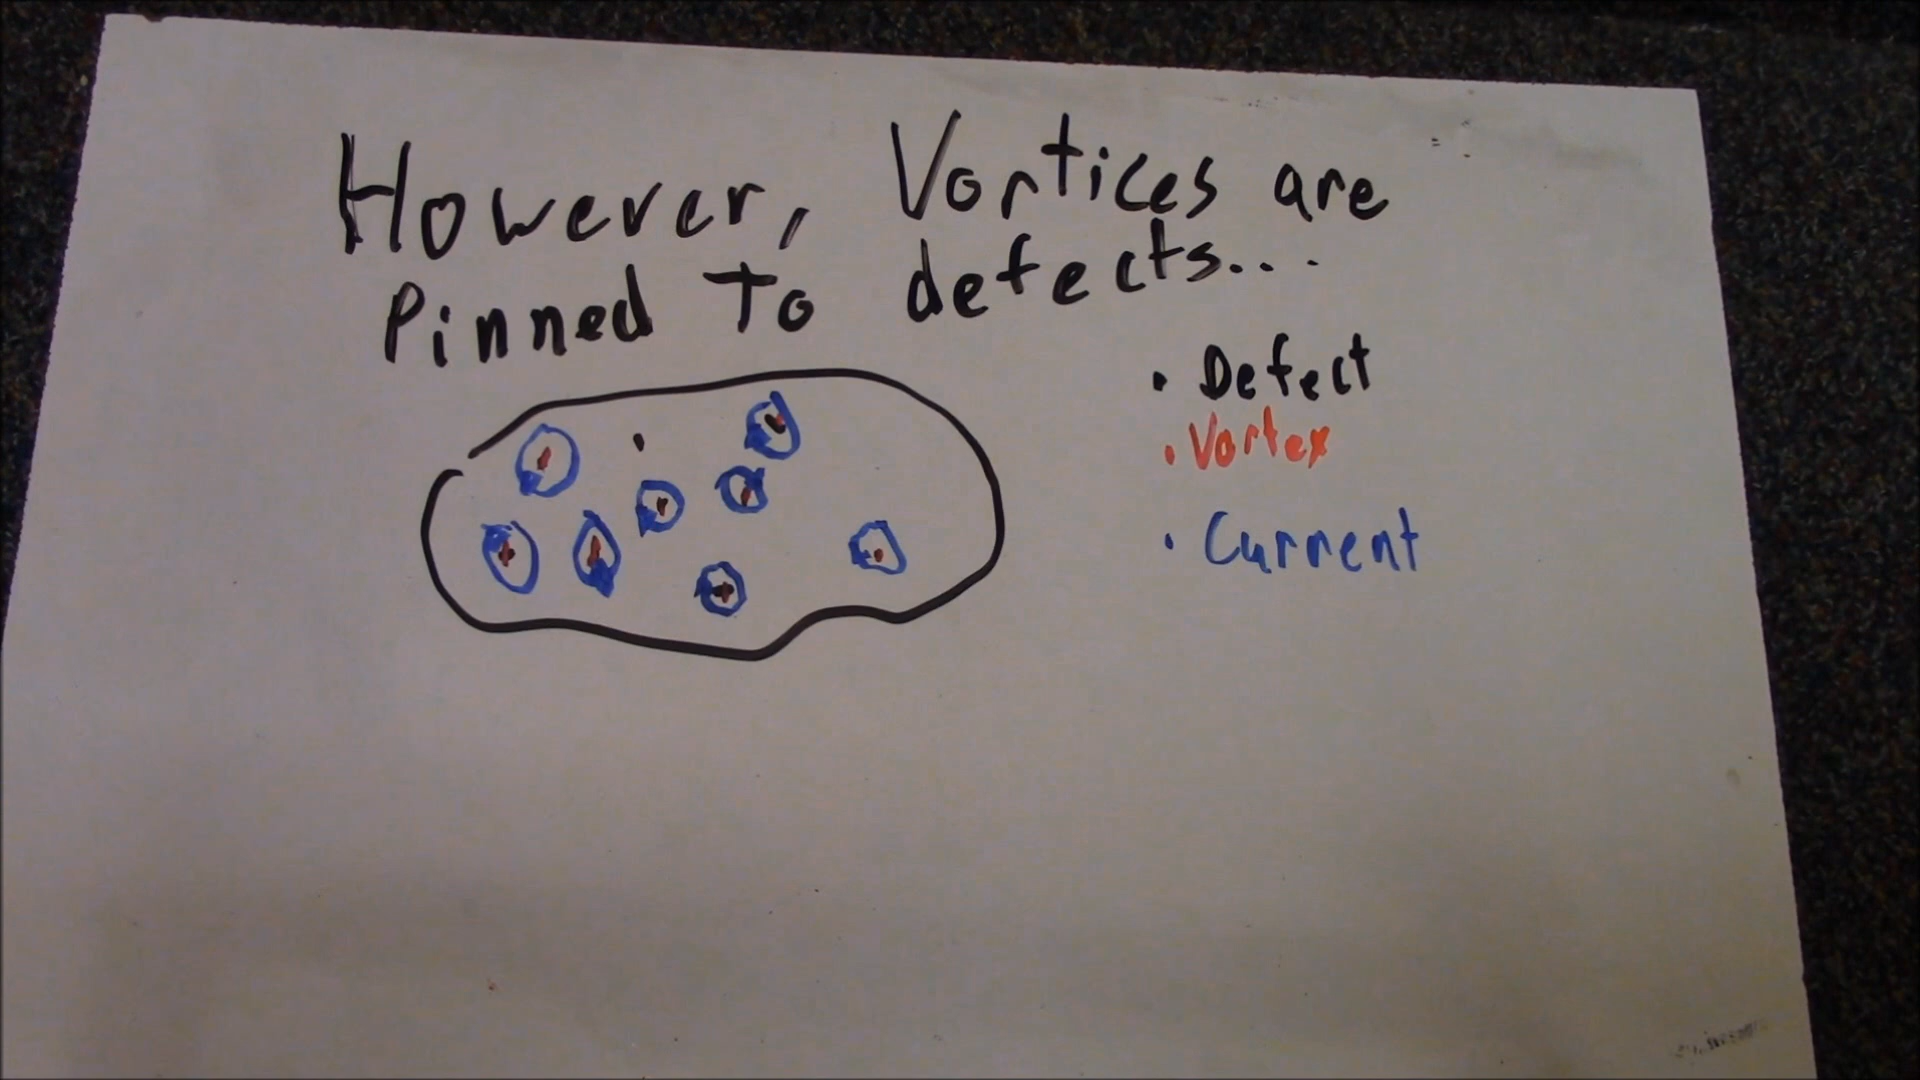 However, Vortices are
Pinned To defects...
• Defect
• Vortex
• Current